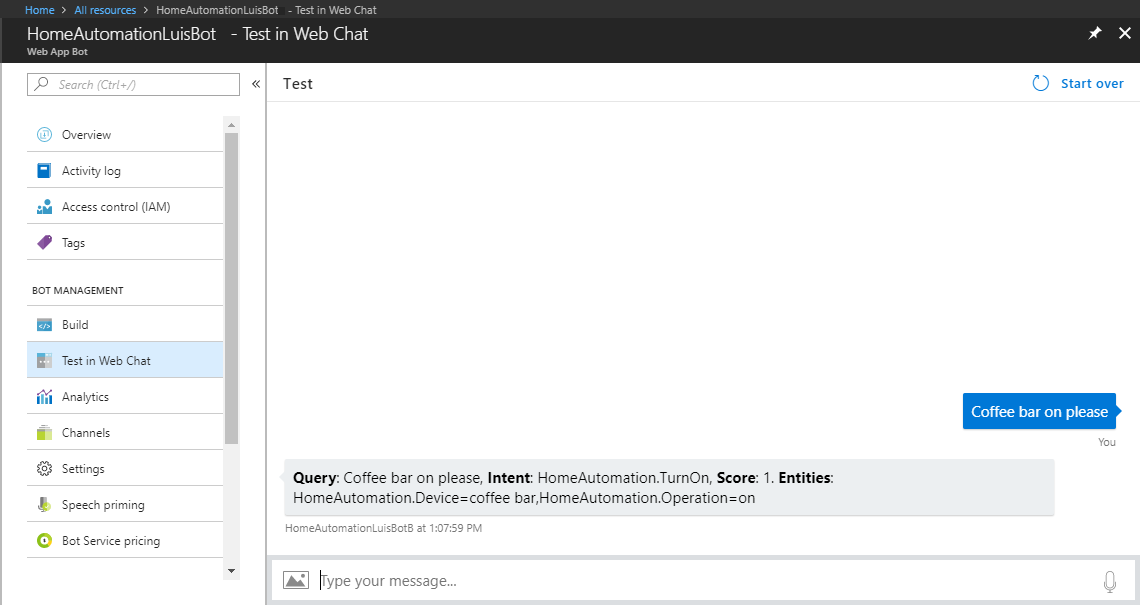 Home > All resources > HomeAutomationLuisBot - Test in Web Chat
HomeAutomationLuisBot - Test in Web Chat
Web App Bot
Search (Ctrl+/)
«
Overview
Activity log
Access control (IAM)
Tags
BOT MANAGEMENT
Build
Test in Web Chat
Analytics
Channels
Settings
Speech priming
Bot Service pricing
Test
Start over
Coffee bar on please
You
Query: Coffee bar on please, Intent: HomeAutomation.TurnOn, Score: 1. Entities:
HomeAutomation.Device=coffee bar,HomeAutomation.Operation=on
HomeAutomationLuisBotB at 1:07:59 PM
Type your message...